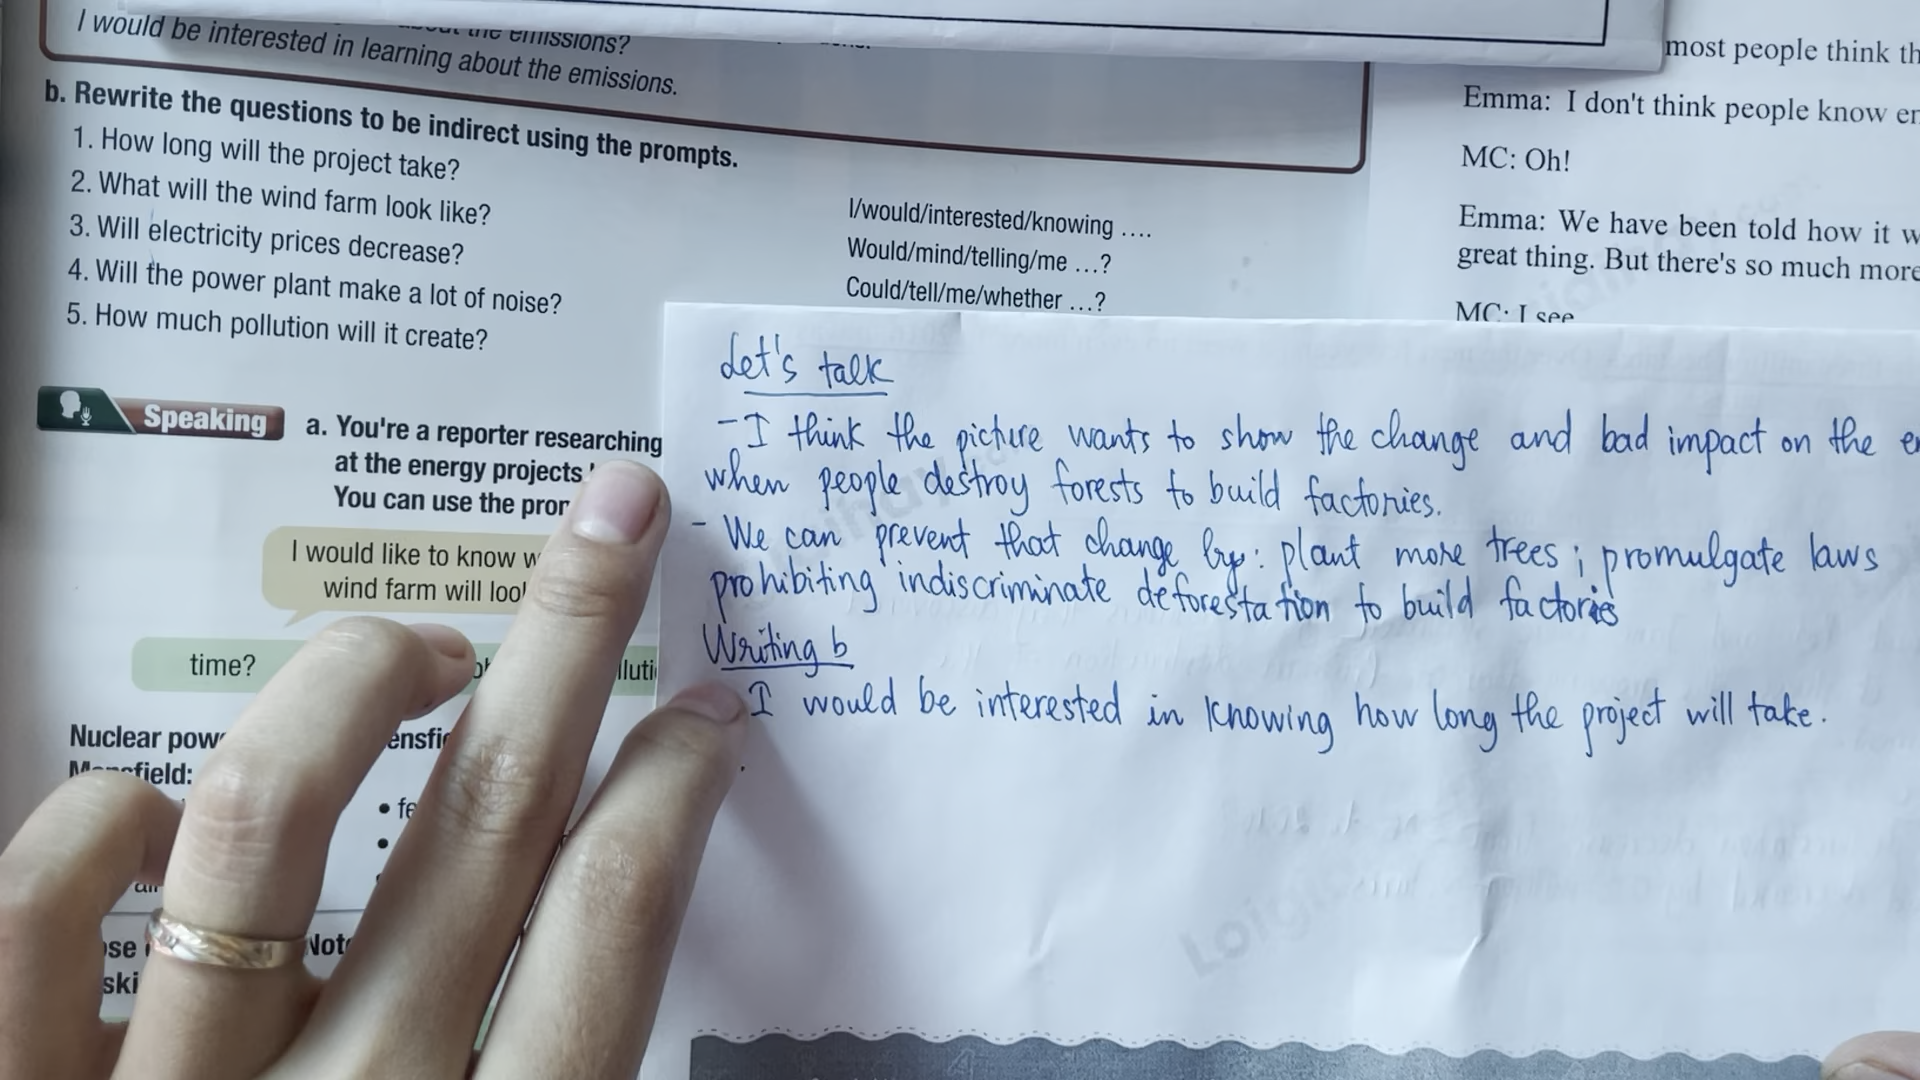 the emissions?
I would be interested in learning about the emissions.
b. Rewrite the questions to be indirect using the prompts.
1. How long will the project take?
2. What will the wind farm look like?
3. Will electricity prices decrease?
4. Will the power plant make a lot of noise?
5. How much pollution will it create?
I/would/interested/knowing ....
Would/mind/telling/me ...?
Could/tell/me/whether ...?
most people think
Emma: I don't think people know
MC: Oh!
Emma: We have been told how it
great thing. But there's so much more
MC: I see
Speaking
a. You're a reporter researching
at the energy projects
You can use the
I would like to know
wind farm will
time?
Nuclear
Let's talk
- I think the picture wants to show the change and bad impact on the
when people destroy forests to build factories.
- We can prevent that change by: plant more trees; promulgate laws
prohibiting indiscriminate deforestation to build factories
Writing b
I would be interested in knowing how long the project will take.